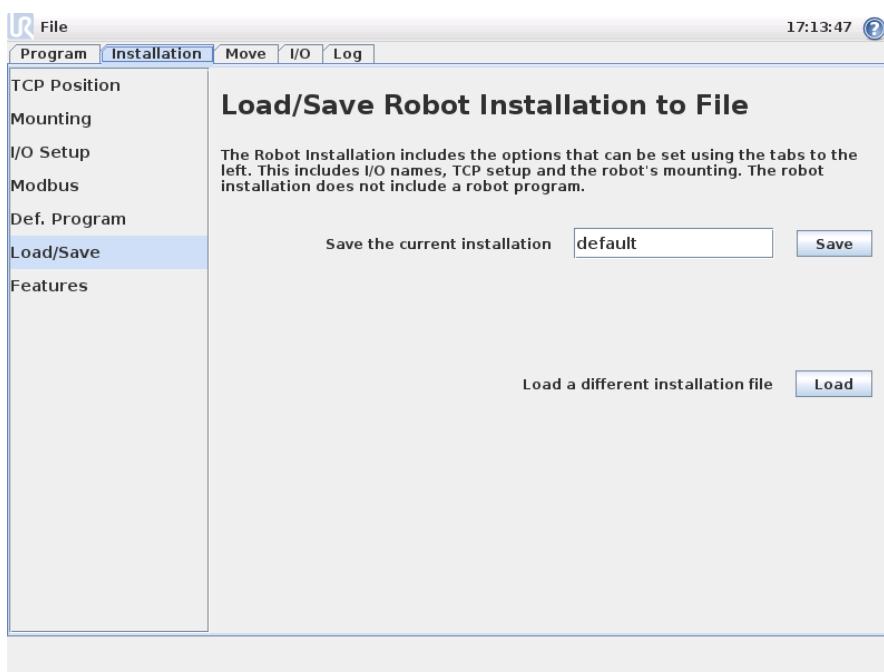 UR File 17:13:47 ?
Program Installation Move I/O Log
TCP Position
Mounting
I/O Setup
Modbus
Def. Program
Load/Save
Features
Load/Save Robot Installation to File
The Robot Installation includes the options that can be set using the tabs to the
left. This includes I/O names, TCP setup and the robot's mounting. The robot
installation does not include a robot program.
Save the current installation default Save
Load a different installation file Load